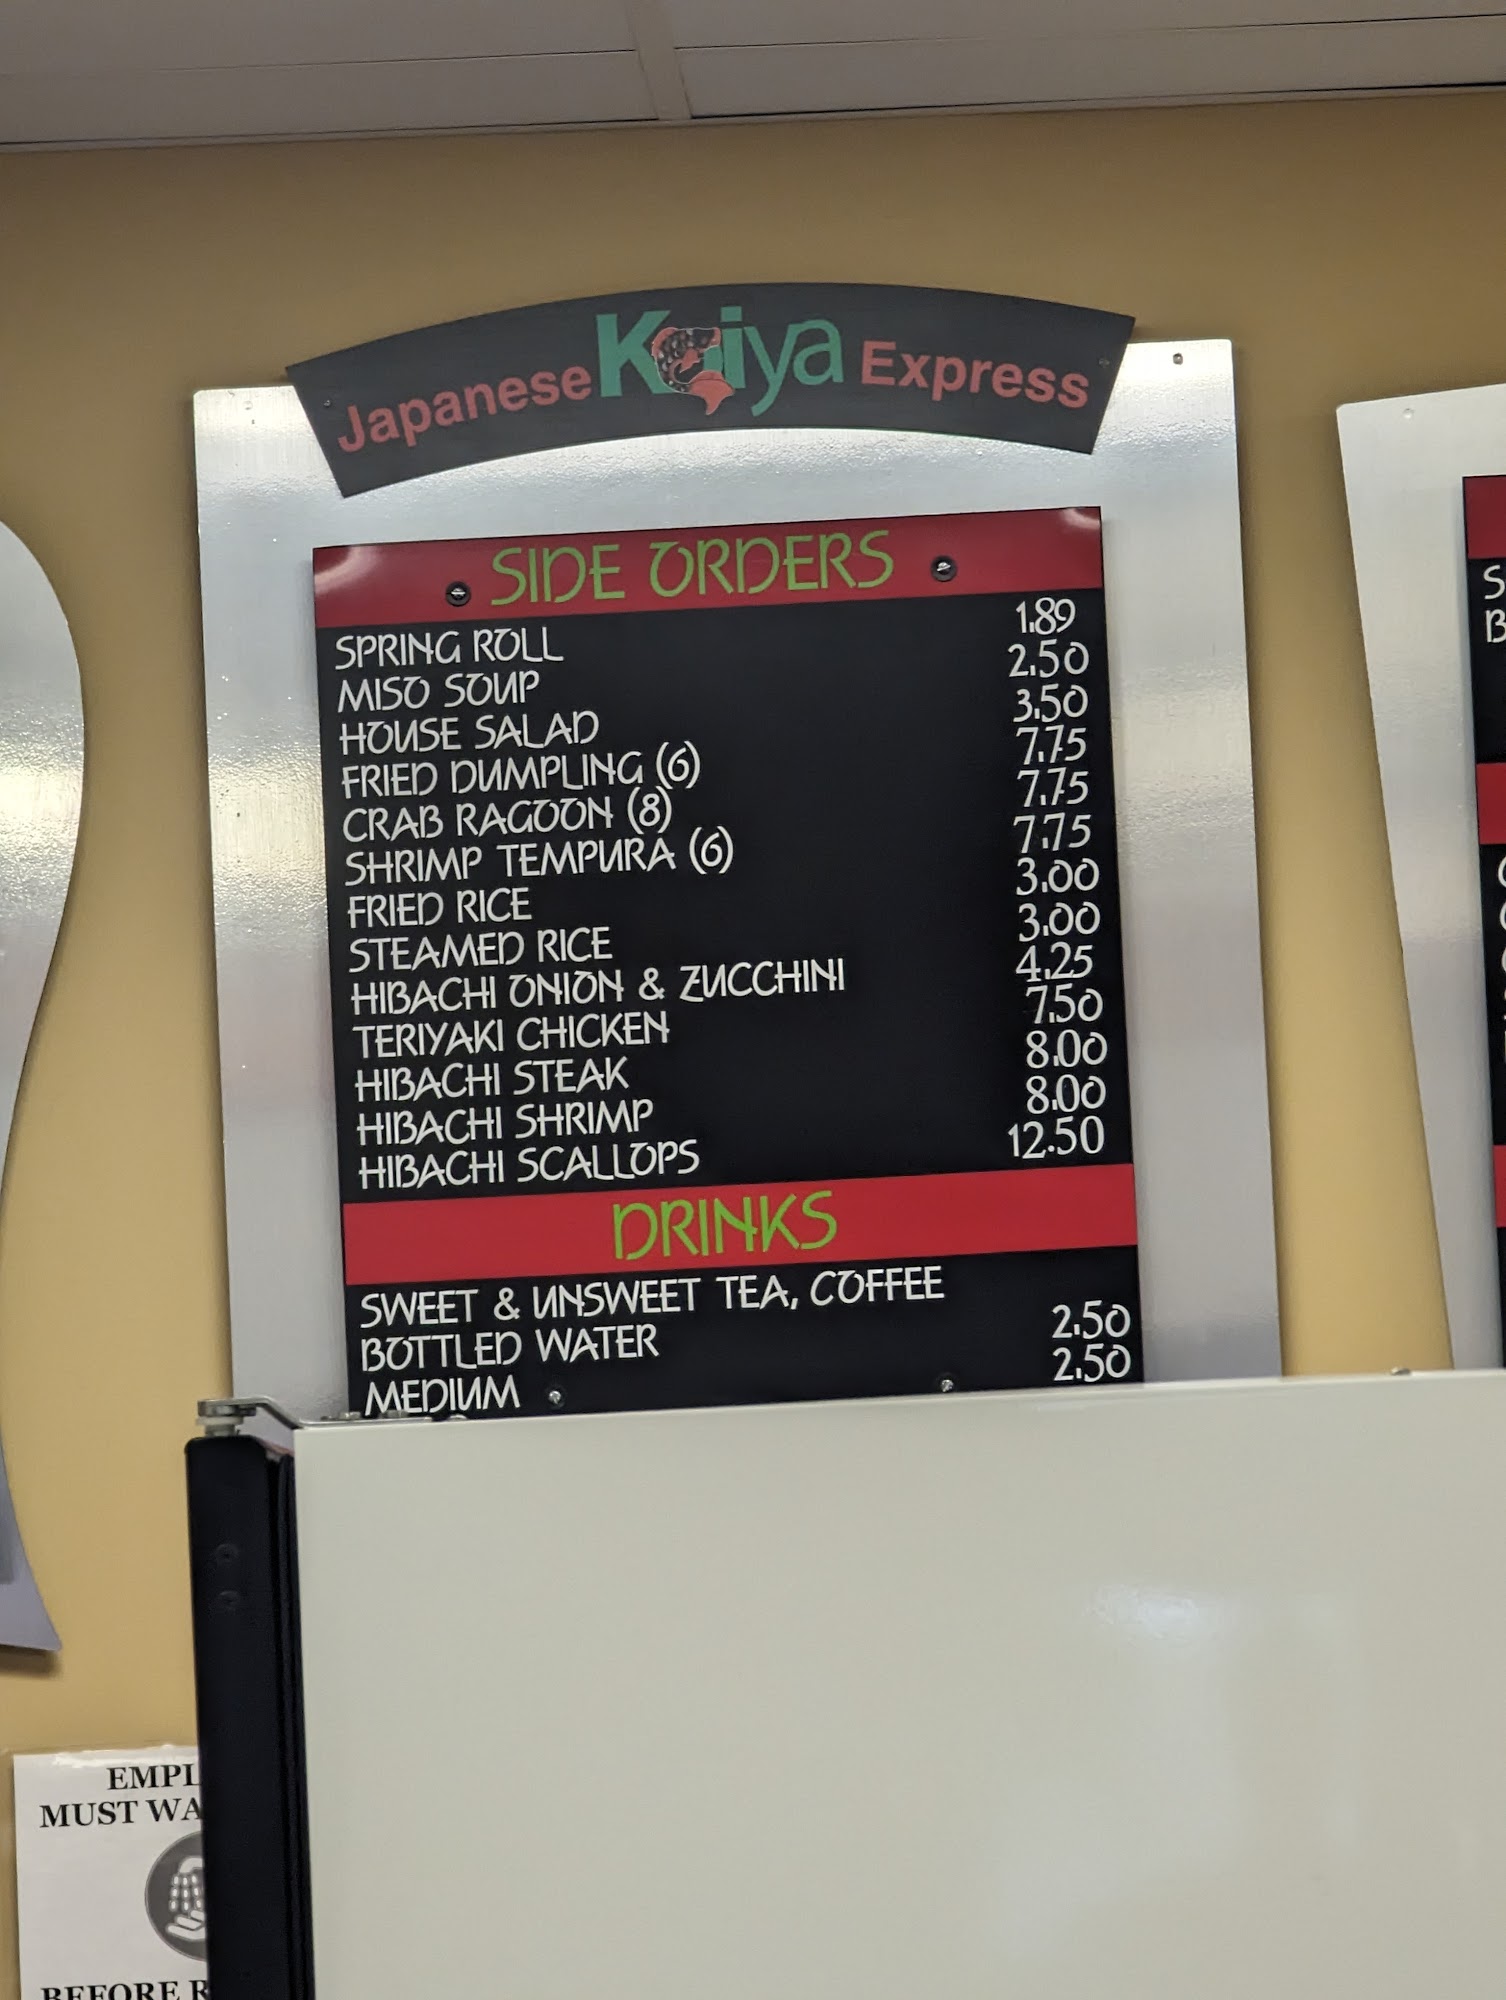 Japanese Koiya Express
SIDE ORDERS
SPRING ROLL 1.89
MISO SOUP 2.50
HOUSE SALAD 3.50
FRIED DUMPLING (6) 7.75
CRAB RAGOON (8) 7.75
SHRIMP TEMPURA (6) 7.75
FRIED RICE 3.00
STEAMED RICE 3.00
HIBACHI ONION & ZUCCHINI 4.25
TERIYAKI CHICKEN 7.50
HIBACHI STEAK 8.00
HIBACHI SHRIMP 8.00
HIBACHI SCALLOPS 12.50
DRINKS
SWEET & UNSWEET TEA, COFFEE
BOTTLED WATER 2.50
MEDIUM 2.50
MUST
BEFORE